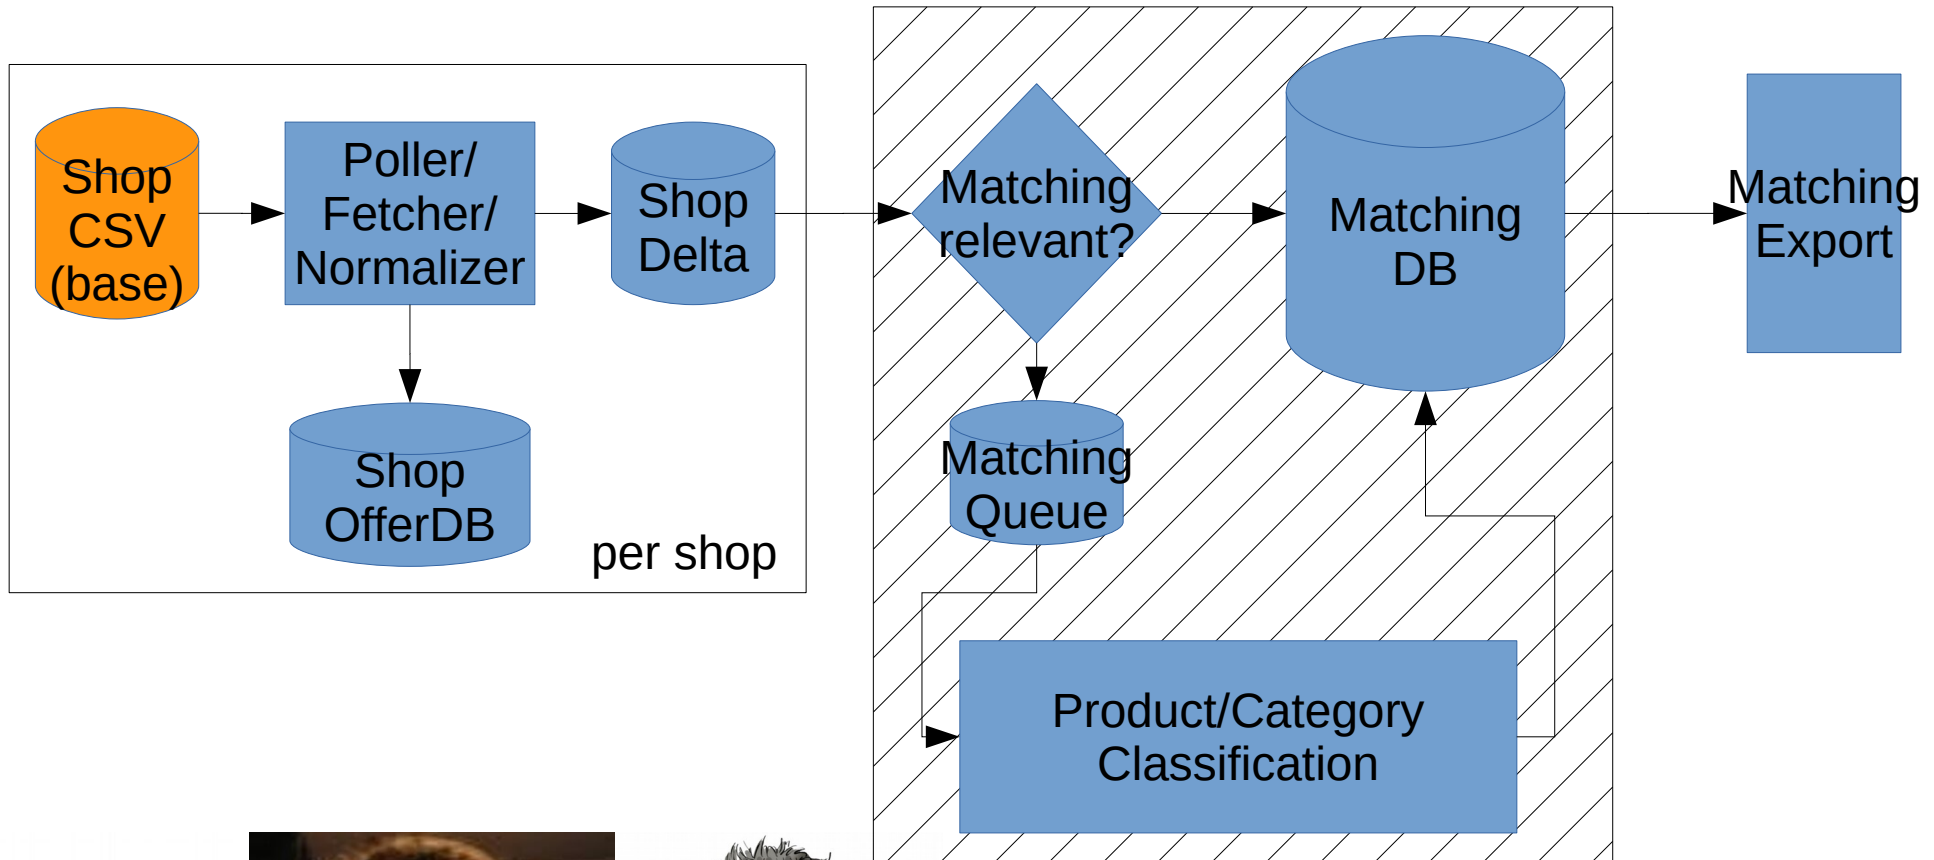 Shop
CSV
(base)
Poller/
Fetcher/
Normalizer
Shop
Delta
Shop
OfferDB
per shop
Matching
relevant?
Matching
DB
Matching
Export
Matching
Queue
Product/Category
Classification